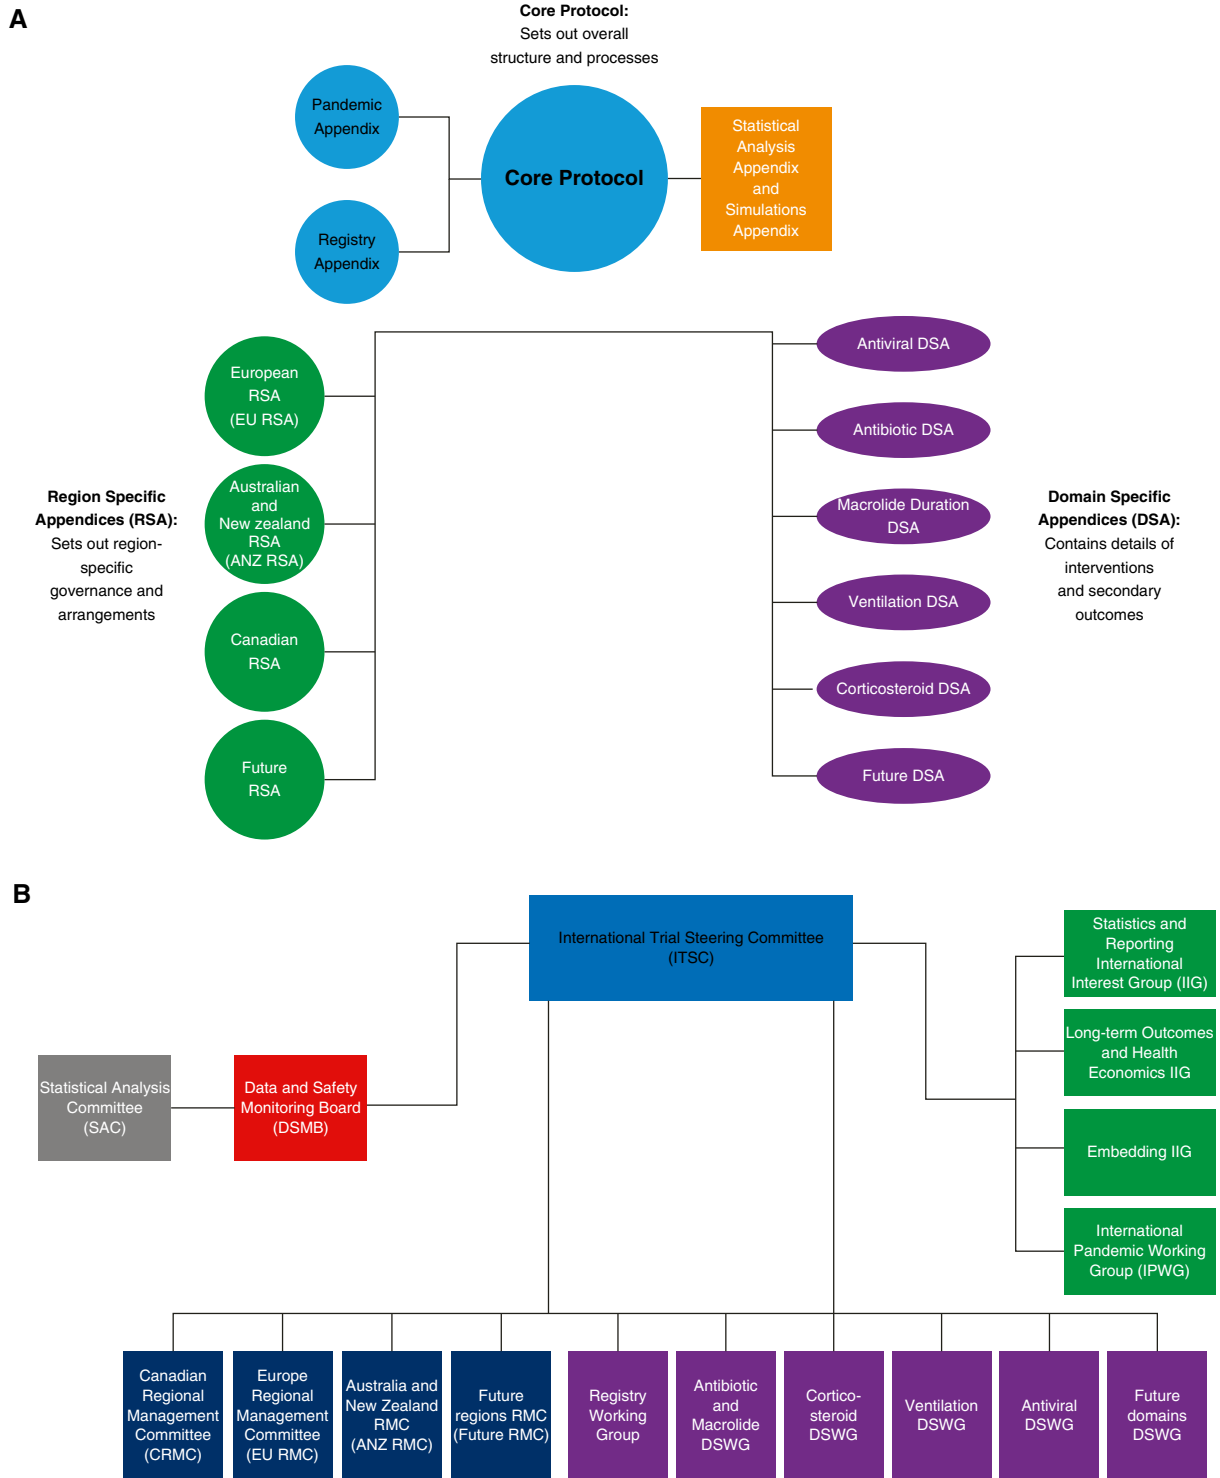 A
Core Protocol:
Sets out overall
structure and processes
Pandemic
Appendix
Registry
Appendix
Core Protocol
Statistical
Analysis
Appendix
and
Simulations
Appendix
European
RSA
(EU RSA)
Australian
and
New zealand
RSA
(ANZ RSA)
Canadian
RSA
Future
RSA
Region Specific
Appendices (RSA):
Sets out region-
specific
governance and
arrangements
Antiviral DSA
Antibiotic DSA
Macrolide Duration
DSA
Ventilation DSA
Corticosteroid DSA
Future DSA
Domain Specific
Appendices (DSA):
Contains details of
interventions
and secondary
outcomes
B
International Trial Steering Committee
(ITSC)
Statistical Analysis
Committee
(SAC)
Data and Safety
Monitoring Board
(DSMB)
Statistics and
Reporting
International
Interest Group (IIG)
Long-term Outcomes
and Health
Economics IIG
Embedding IIG
International
Pandemic Working
Group (IPWG)
Canadian
Regional
Management
Committee
(CRMC)
Europe
Regional
Management
Committee
(EU RMC)
Australia and
New Zealand
RMC
(ANZ RMC)
Future
regions RMC
(Future RMC)
Registry
Working
Group
Antibiotic
and
Macrolide
DSWG
Cortico-
steroid
DSWG
Ventilation
DSWG
Antiviral
DSWG
Future
domains
DSWG